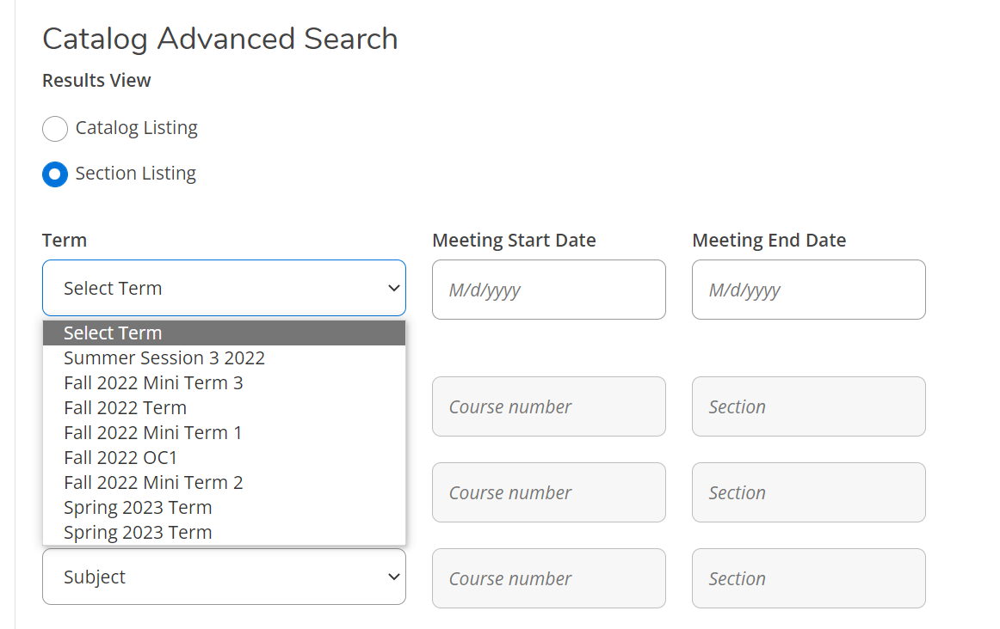 Catalog Advanced Search
Results View
Catalog Listing
Section Listing
Term
Meeting Start Date
Meeting End Date
Select Term
M/d/yyyy
M/d/yyyy
Select Term
Summer Session 3 2022
Fall 2022 Mini Term 3
Fall 2022 Term
Fall 2022 Mini Term 1
Fall 2022 OC1
Fall 2022 Mini Term 2
Spring 2023 Term
Spring 2023 Term
Course number
Section
Course number
Section
Subject
Course number
Section